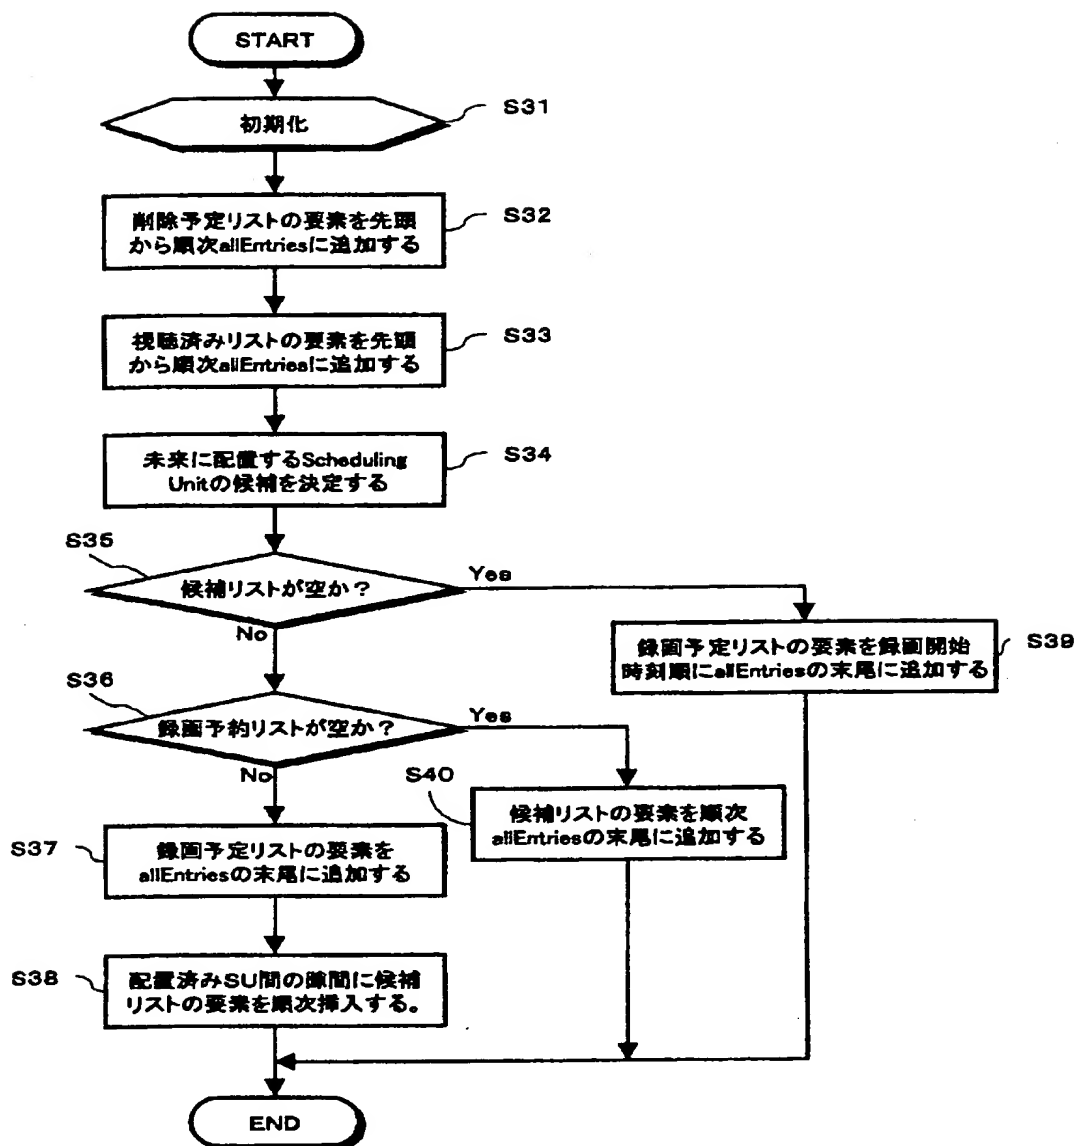 START
初期化
S31
削除予定リストの要素を先頭
から順次allEntriesに追加する
S32
視聴済みリストの要素を先頭
から順次allEntriesに追加する
S33
未来に配置するScheduling
Unitの候補を決定する
S34
S35
候補リストが空か?
Yes
No
録画予定リストの要素を録画開始
時刻順にallEntriesの末尾に追加する
S39
S36
録画予約リストが空か?
Yes
No
S40
候補リストの要素を順次
allEntriesの末尾に追加する
S37
録画予定リストの要素を
allEntriesの末尾に追加する
S38
配置済みSU間の隙間に候補
リストの要素を順次挿入する。
END